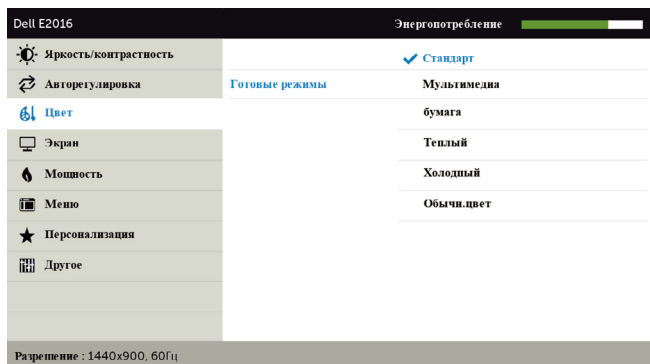 Dell E2016 Энергопотребление
Яркость/контрастность
✓ Стандарт
Авторегулировка
Готовые режимы
Мультимедиа
Цвет
бумага
Экран
Теплый
Мощность
Холодный
Меню
Обычн.цвет
Персонализация
Другое
Разрешение : 1440x900, 60Гц